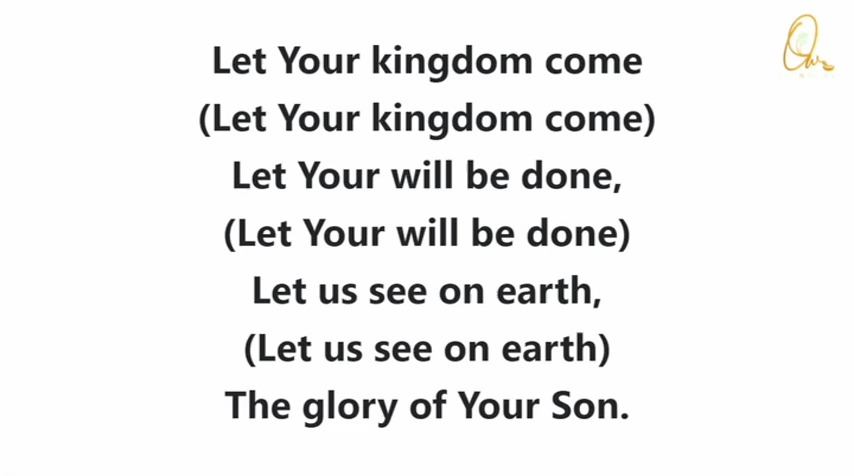 Let Your kingdom come
(Let Your kingdom come)
Let Your will be done,
(Let Your will be done)
Let us see on earth,
(Let us see on earth)
The glory of Your Son.